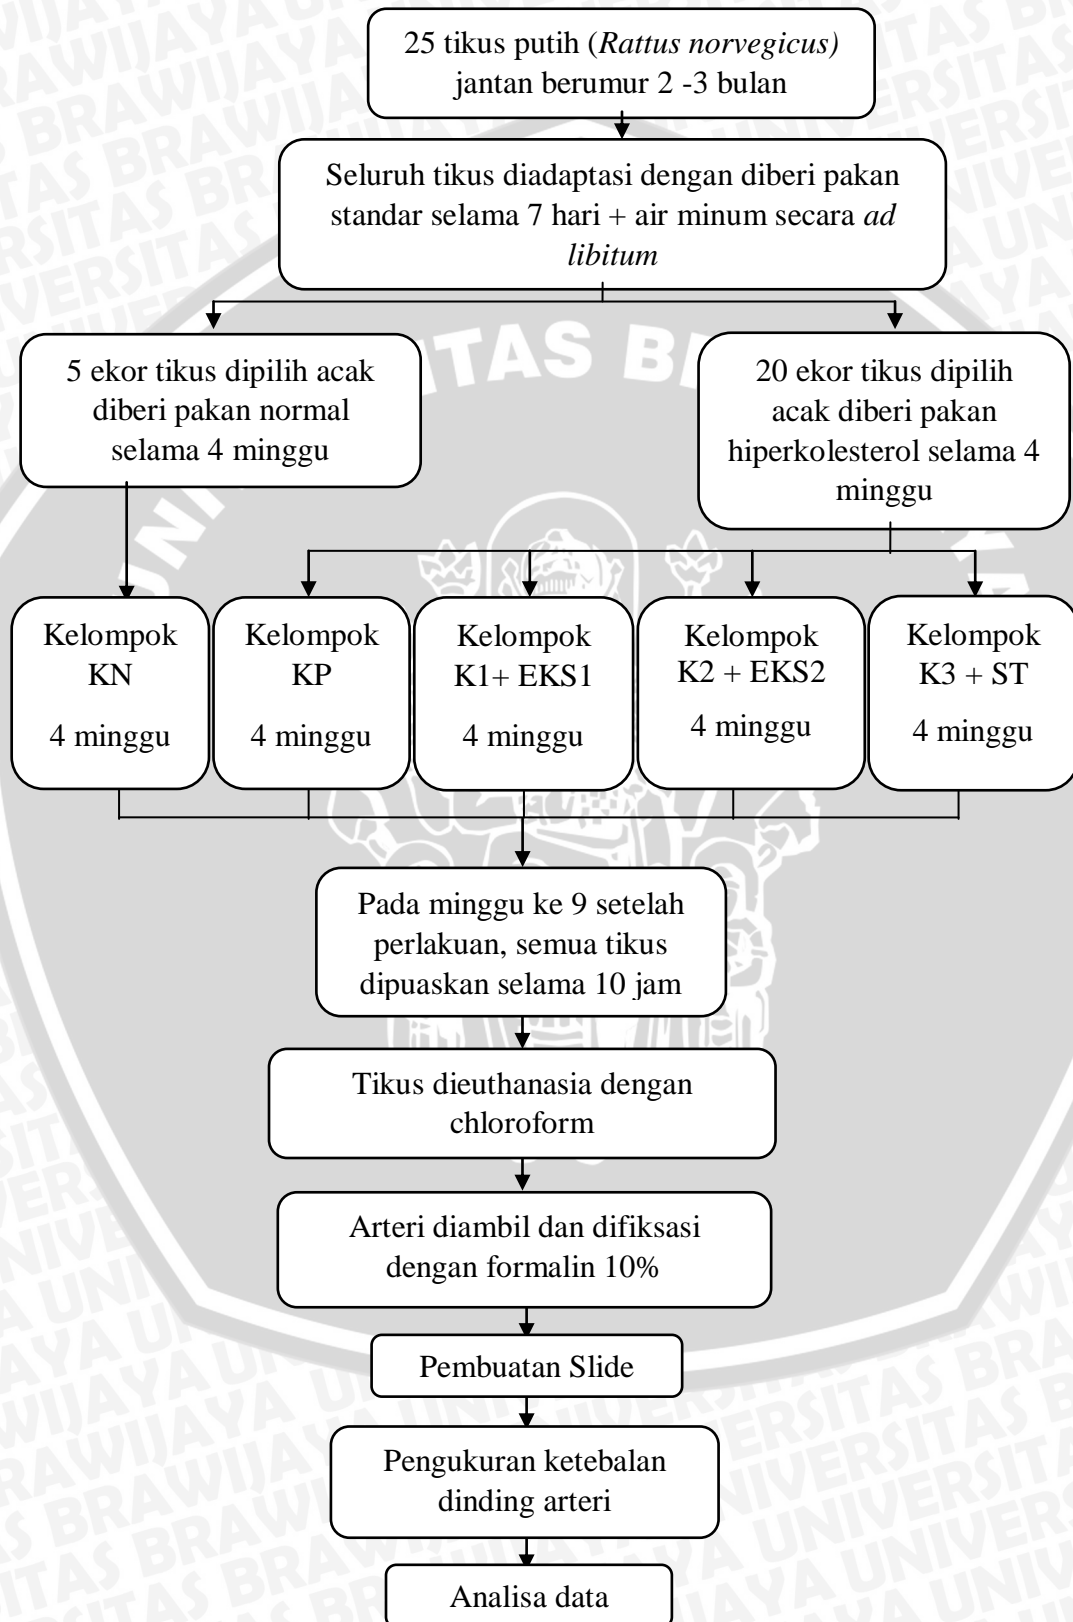 25 tikus putih (Rattus norvegicus)
jantan berumur 2 -3 bulan
Seluruh tikus diadaptasi dengan diberi pakan
standar selama 7 hari + air minum secara ad
libitum
5 ekor tikus dipilih acak
diberi pakan normal
selama 4 minggu
20 ekor tikus dipilih
acak diberi pakan
hiperkolesterol selama 4
minggu
Kelompok
KN
4 minggu
Kelompok
KP
4 minggu
Kelompok
K1+ EKS1
4 minggu
Kelompok
K2 + EKS2
4 minggu
Kelompok
K3 + ST
4 minggu
Pada minggu ke 9 setelah
perlakuan, semua tikus
dipuaskan selama 10 jam
Tikus dieuthanasia dengan
chloroform
Arteri diambil dan difiksasi
dengan formalin 10%
Pembuatan Slide
Pengukuran ketebalan
dinding arteri
Analisa data